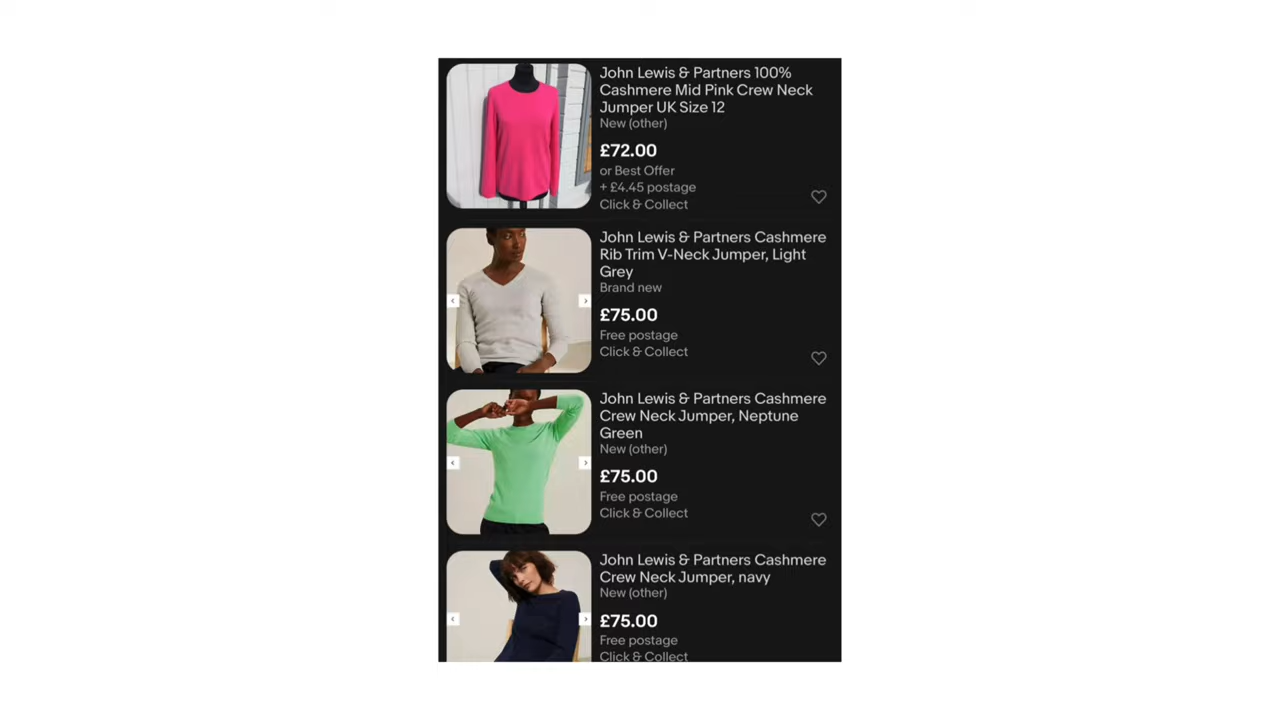 John Lewis & Partners 100%
Cashmere Mid Pink Crew Neck
Jumper UK Size 12
New (other)
£72.00
or Best Offer
+ £4.45 postage
Click & Collect
John Lewis & Partners Cashmere
Rib Trim V-Neck Jumper, Light
Grey
Brand new
£75.00
Free postage
Click & Collect
John Lewis & Partners Cashmere
Crew Neck Jumper, Neptune
Green
New (other)
£75.00
Free postage
Click & Collect
John Lewis & Partners Cashmere
Crew Neck Jumper, navy
New (other)
£75.00
Free postage
Click & Collect